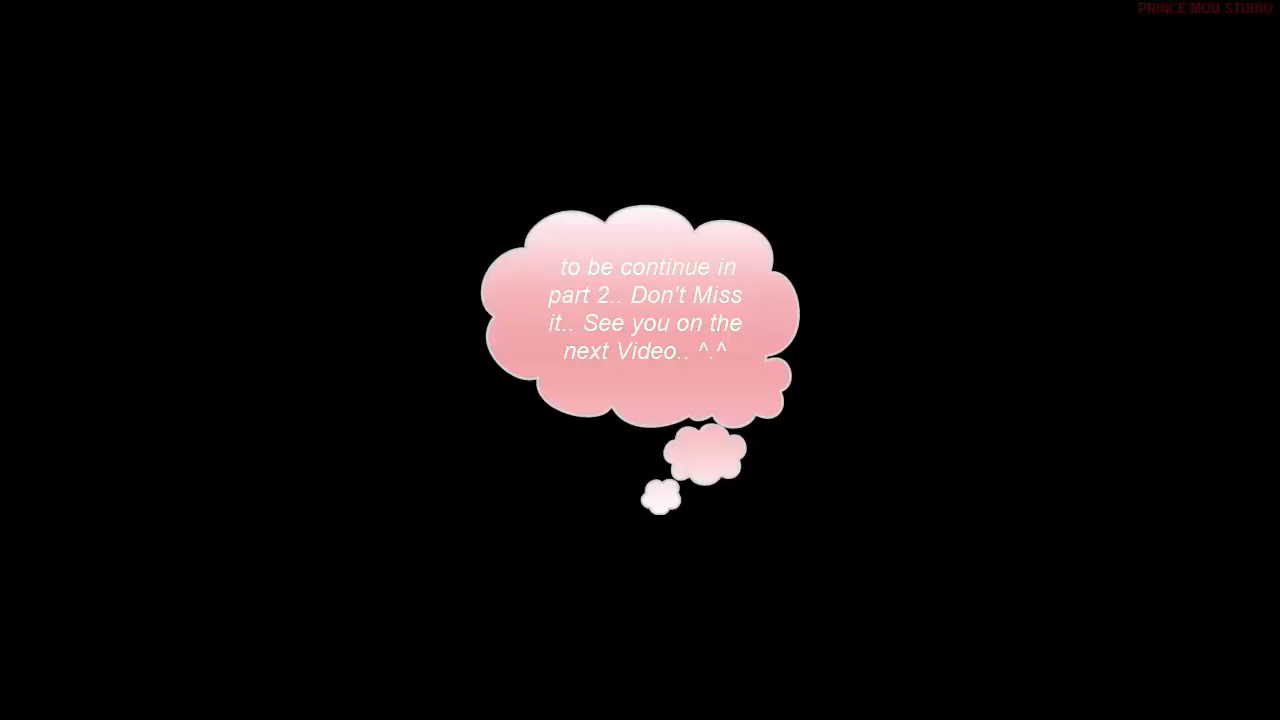 PRINCE MOU STUDIO
to be continue in
part 2.. Don't Miss
it.. See you on the
next Video.. ^.^